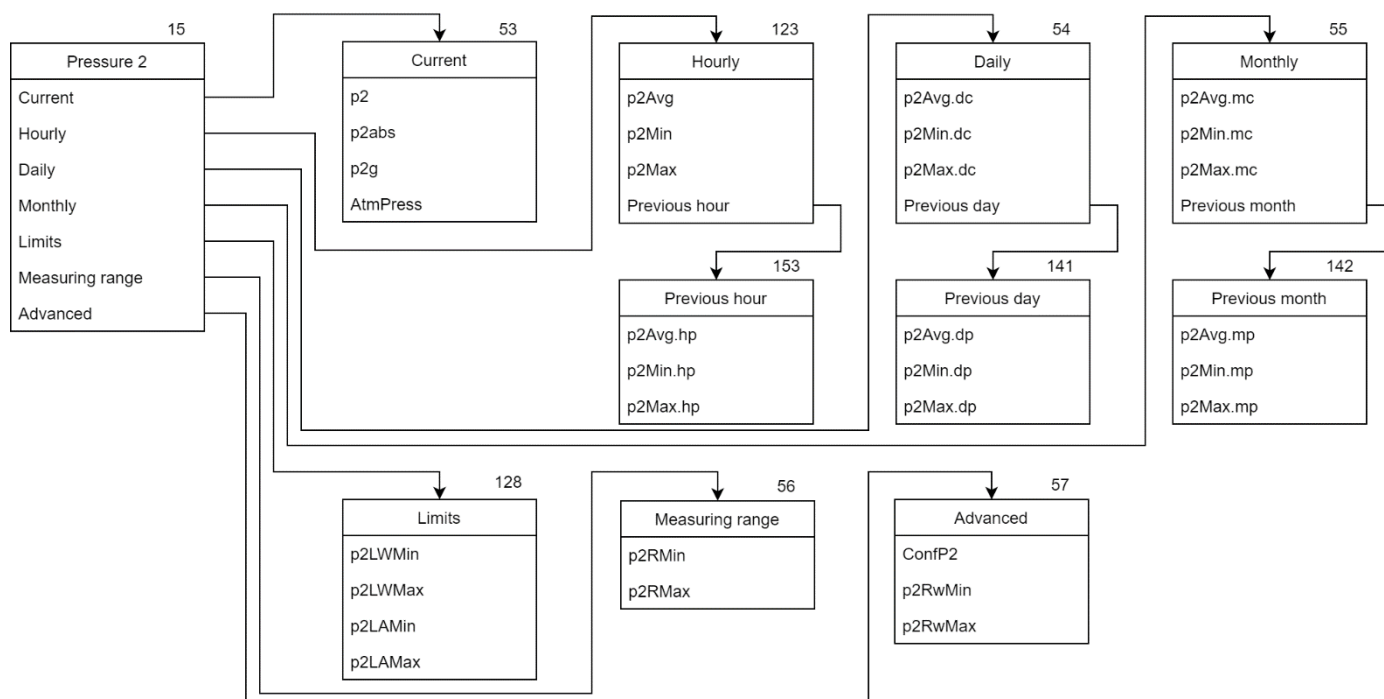 15
Pressure 2
Current
Hourly
Daily
Monthly
Limits
Measuring range
Advanced
53
Current
p2
p2abs
p2g
AtmPress
123
Hourly
p2Avg
p2Min
p2Max
Previous hour
54
Daily
p2Avg.dc
p2Min.dc
p2Max.dc
Previous day
55
Monthly
p2Avg.mc
p2Min.mc
p2Max.mc
Previous month
153
Previous hour
p2Avg.hp
p2Min.hp
p2Max.hp
141
Previous day
p2Avg.dp
p2Min.dp
p2Max.dp
142
Previous month
p2Avg.mp
p2Min.mp
p2Max.mp
128
Limits
p2LWMin
p2LWMax
p2LAMin
p2LAMax
56
Measuring range
p2RMin
p2RMax
57
Advanced
ConfP2
p2RwMin
p2RwMax